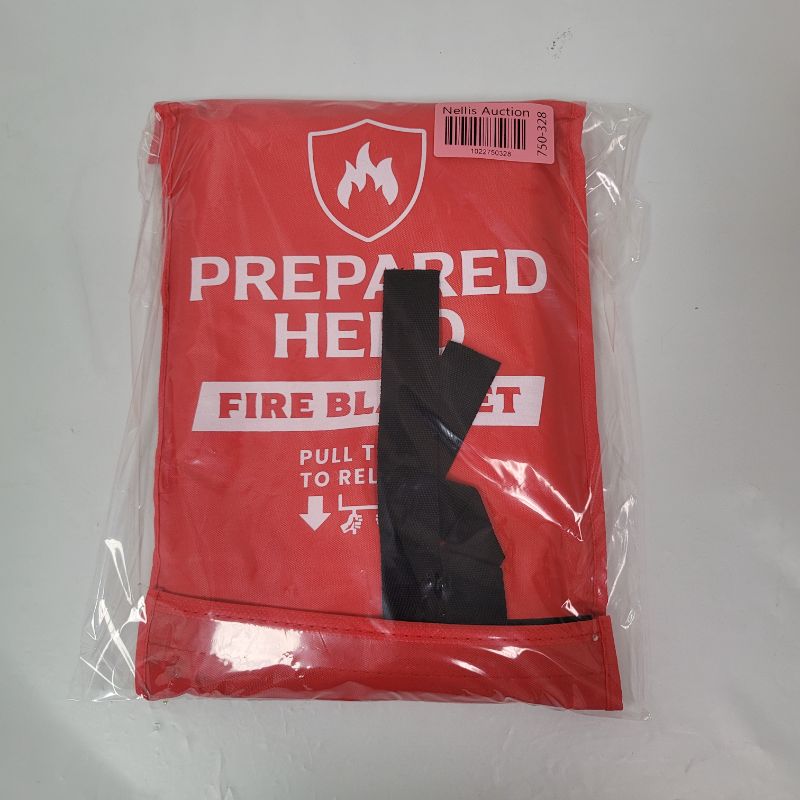 Nellis Auction
1022750328
750-328
PREPARED
HERO
FIRE BLANKET
PULL T
TO REL